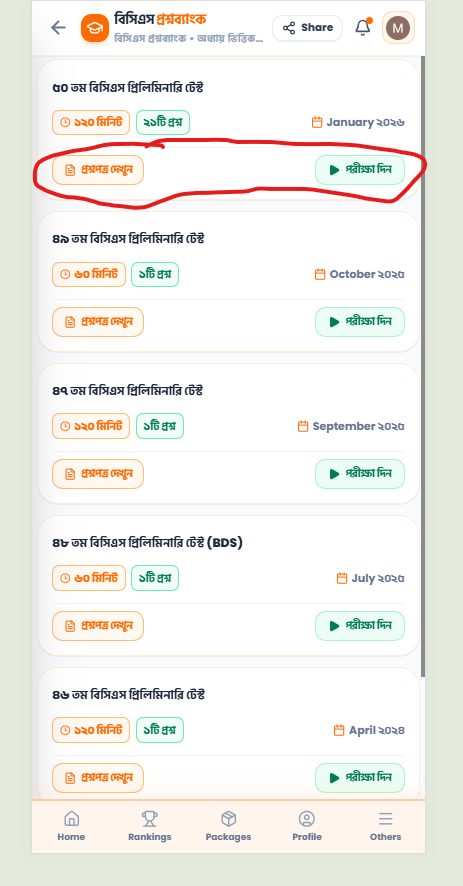 বিসিএস প্রশ্নব্যাংক
বিসিএস প্রশ্নব্যাংক • অধ্যায় ভিত্তিক...
Share
M
৫০ তম বিসিএস প্রিলিমিনারি টেস্ট
১২০ মিনিট ২১টি প্রশ্ন January ২০২৬
প্রশ্নপত্র দেখুন পরীক্ষা দিন
৪৯ তম বিসিএস প্রিলিমিনারি টেস্ট
৬০ মিনিট ১টি প্রশ্ন October ২০২৫
প্রশ্নপত্র দেখুন পরীক্ষা দিন
৪৭ তম বিসিএস প্রিলিমিনারি টেস্ট
১২০ মিনিট ১টি প্রশ্ন September ২০২৫
প্রশ্নপত্র দেখুন পরীক্ষা দিন
৪৮ তম বিসিএস প্রিলিমিনারি টেস্ট (BDS)
৬০ মিনিট ১টি প্রশ্ন July ২০২৫
প্রশ্নপত্র দেখুন পরীক্ষা দিন
৪৬ তম বিসিএস প্রিলিমিনারি টেস্ট
১২০ মিনিট ১টি প্রশ্ন April ২০২৪
প্রশ্নপত্র দেখুন পরীক্ষা দিন
Home Rankings Packages Profile Others